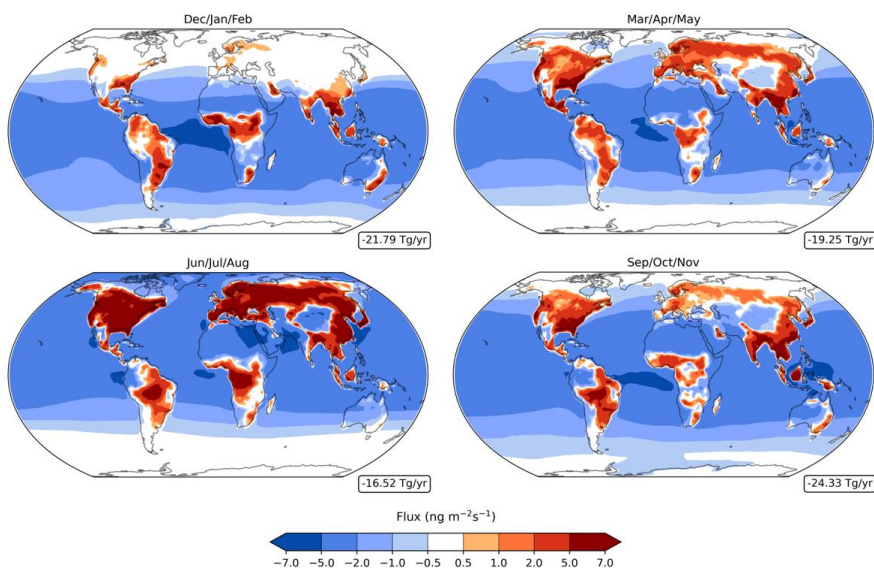 Dec/Jan/Feb
Mar/Apr/May
-21.79 Tg/yr
-19.25 Tg/yr
Jun/Jul/Aug
Sep/Oct/Nov
-16.52 Tg/yr
-24.33 Tg/yr
Flux (ng m⁻²s⁻¹)
−7.0 −5.0 −2.0 −1.0 −0.5 0.5 1.0 2.0 5.0 7.0